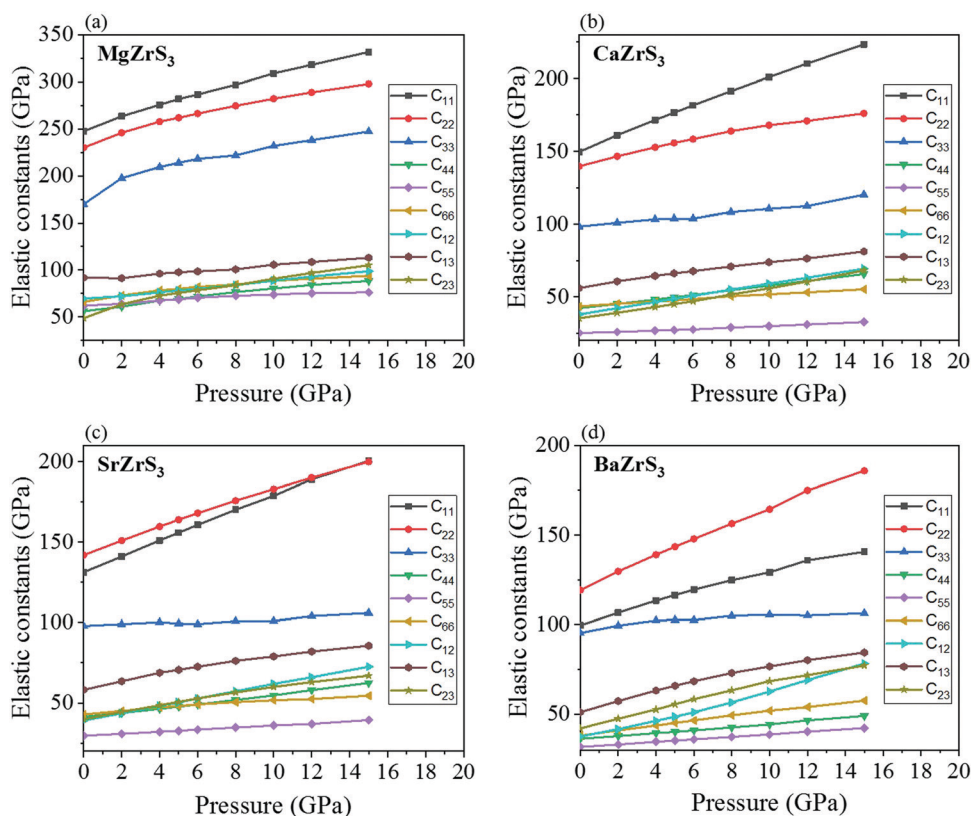 (a)
MgZrS₃
Elastic constants (GPa)
350
300
250
200
150
100
50
0 2 4 6 8 10 12 14 16 18 20
Pressure (GPa)
C₁₁
C₂₂
C₃₃
C₄₄
C₅₅
C₆₆
C₁₂
C₁₃
C₂₃
(b)
CaZrS₃
Elastic constants (GPa)
200
150
100
50
0 2 4 6 8 10 12 14 16 18 20
Pressure (GPa)
C₁₁
C₂₂
C₃₃
C₄₄
C₅₅
C₆₆
C₁₂
C₁₃
C₂₃
(c)
SrZrS₃
Elastic constants (GPa)
200
150
100
50
0 2 4 6 8 10 12 14 16 18 20
Pressure (GPa)
C₁₁
C₂₂
C₃₃
C₄₄
C₅₅
C₆₆
C₁₂
C₁₃
C₂₃
(d)
BaZrS₃
Elastic constants (GPa)
200
150
100
50
0 2 4 6 8 10 12 14 16 18 20
Pressure (GPa)
C₁₁
C₂₂
C₃₃
C₄₄
C₅₅
C₆₆
C₁₂
C₁₃
C₂₃